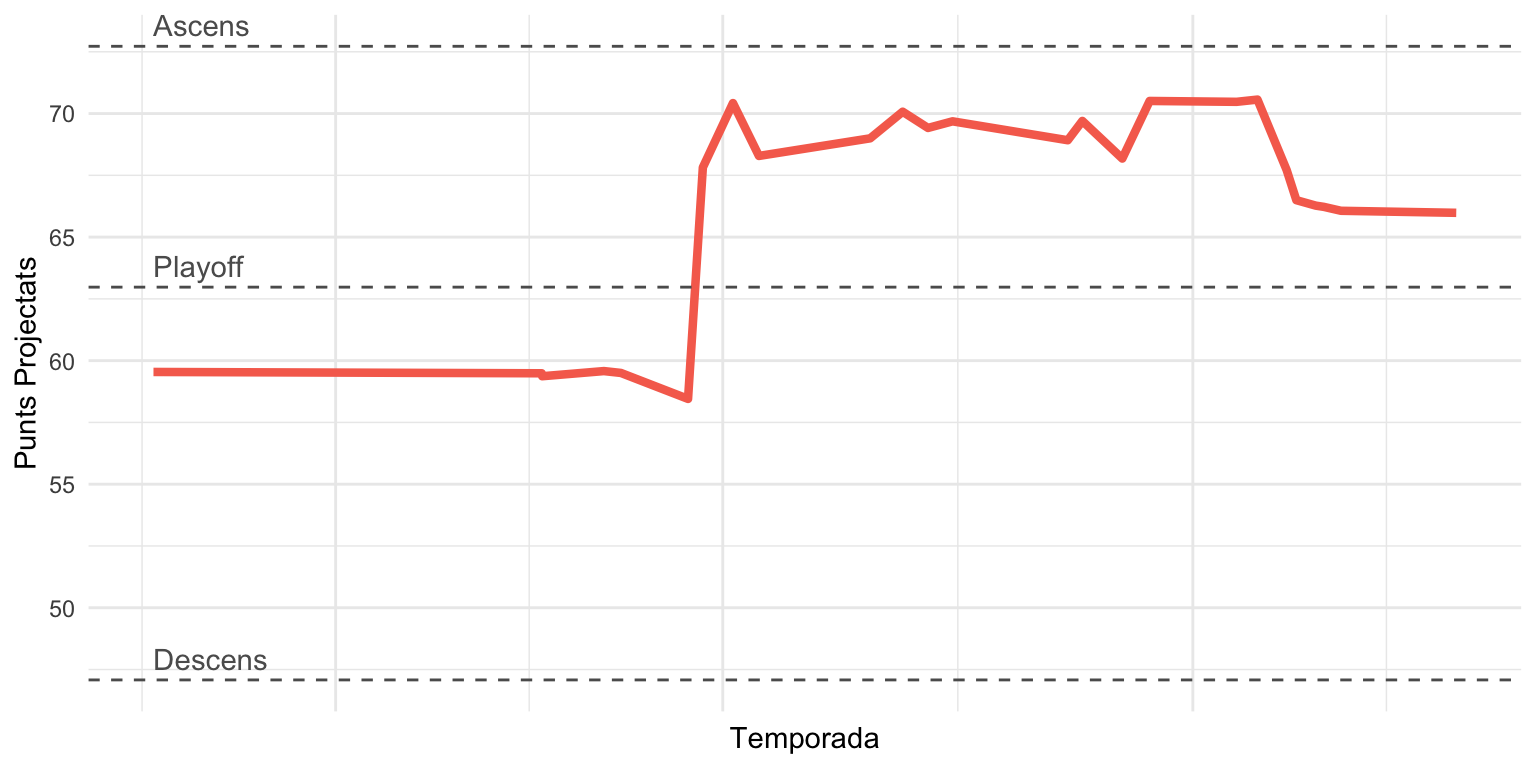 Ascens
70
65
Playoff
60
55
50
Descens
Punts Projectats
Temporada